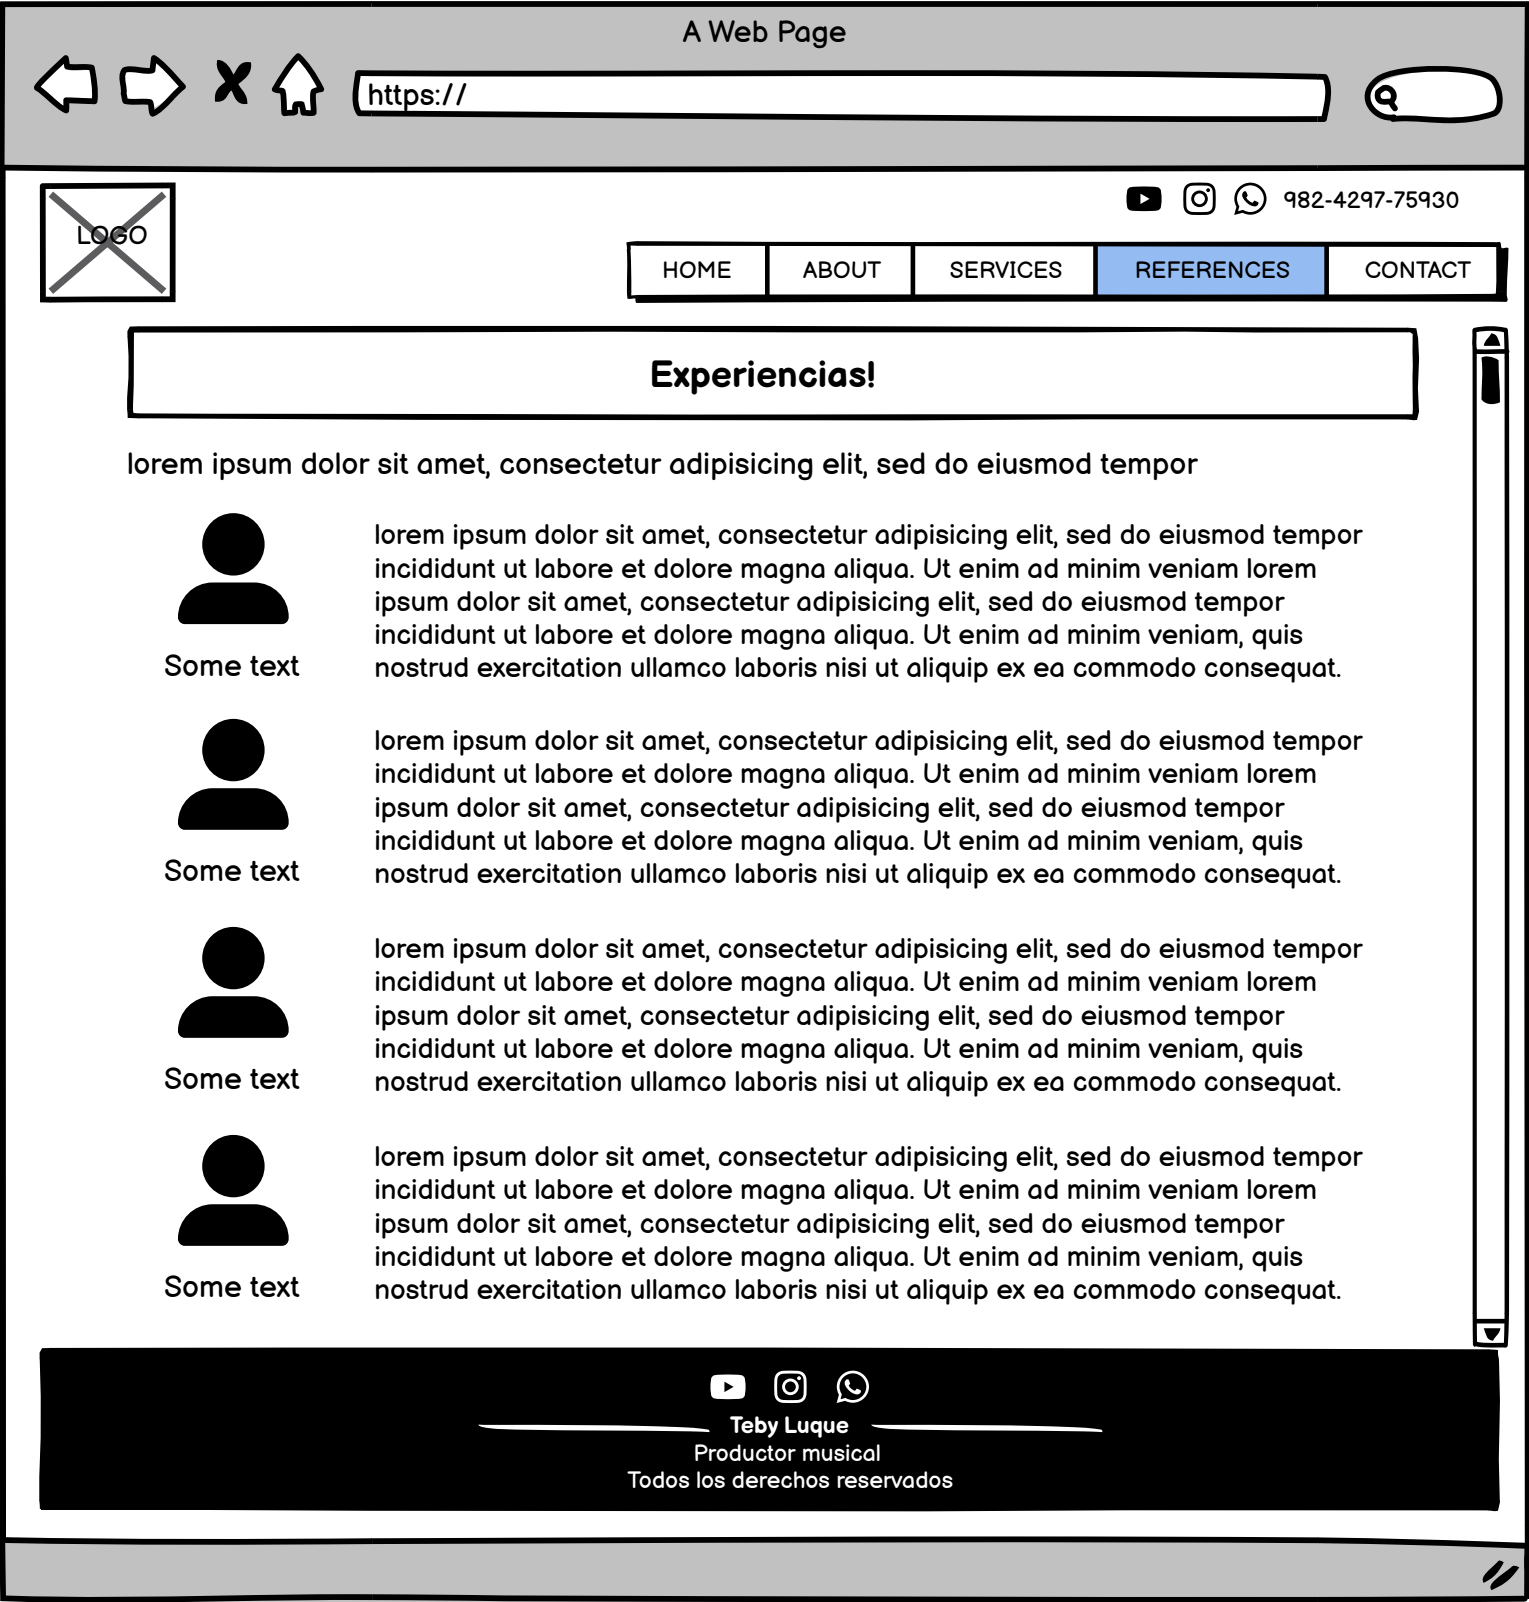 A Web Page
https://
LOGO
982-4297-75930
HOME ABOUT SERVICES REFERENCES CONTACT
Experiencias!
lorem ipsum dolor sit amet, consectetur adipisicing elit, sed do eiusmod tempor
lorem ipsum dolor sit amet, consectetur adipisicing elit, sed do eiusmod tempor
incididunt ut labore et dolore magna aliqua. Ut enim ad minim veniam lorem
ipsum dolor sit amet, consectetur adipisicing elit, sed do eiusmod tempor
incididunt ut labore et dolore magna aliqua. Ut enim ad minim veniam, quis
nostrud exercitation ullamco laboris nisi ut aliquip ex ea commodo consequat.
Some text
lorem ipsum dolor sit amet, consectetur adipisicing elit, sed do eiusmod tempor
incididunt ut labore et dolore magna aliqua. Ut enim ad minim veniam lorem
ipsum dolor sit amet, consectetur adipisicing elit, sed do eiusmod tempor
incididunt ut labore et dolore magna aliqua. Ut enim ad minim veniam, quis
nostrud exercitation ullamco laboris nisi ut aliquip ex ea commodo consequat.
Some text
lorem ipsum dolor sit amet, consectetur adipisicing elit, sed do eiusmod tempor
incididunt ut labore et dolore magna aliqua. Ut enim ad minim veniam lorem
ipsum dolor sit amet, consectetur adipisicing elit, sed do eiusmod tempor
incididunt ut labore et dolore magna aliqua. Ut enim ad minim veniam, quis
nostrud exercitation ullamco laboris nisi ut aliquip ex ea commodo consequat.
Some text
lorem ipsum dolor sit amet, consectetur adipisicing elit, sed do eiusmod tempor
incididunt ut labore et dolore magna aliqua. Ut enim ad minim veniam lorem
ipsum dolor sit amet, consectetur adipisicing elit, sed do eiusmod tempor
incididunt ut labore et dolore magna aliqua. Ut enim ad minim veniam, quis
nostrud exercitation ullamco laboris nisi ut aliquip ex ea commodo consequat.
Some text
Teby Luque
Productor musical
Todos los derechos reservados